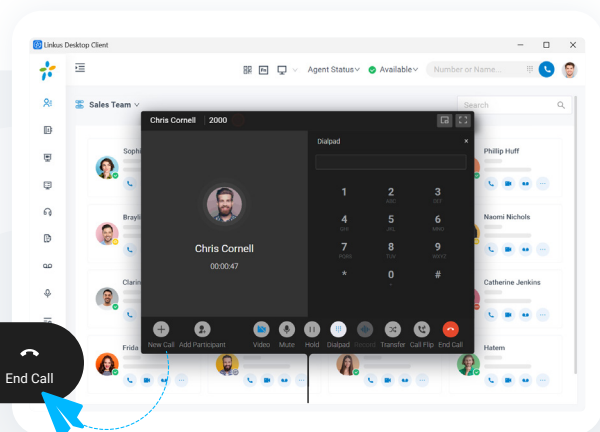 Linkus Desktop Client
Fn
Agent Status
Available
Number or Name...
Sales Team
Search
Chris Cornell 2000
Dialpad
Soph
Phillip Huff
1 2 3
ABC DEF
4 5 6
GHI JKL MNO
7 8 9
PQRS TUV WXYZ
* 0 #
Brayl
Naomi Nichols
Chris Cornell
00:00:47
Clarin
Catherine Jenkins
New Call Add Participant Video Mute Hold Dialpad Record Transfer Call Flip End Call
Frida
Hatem
End Call